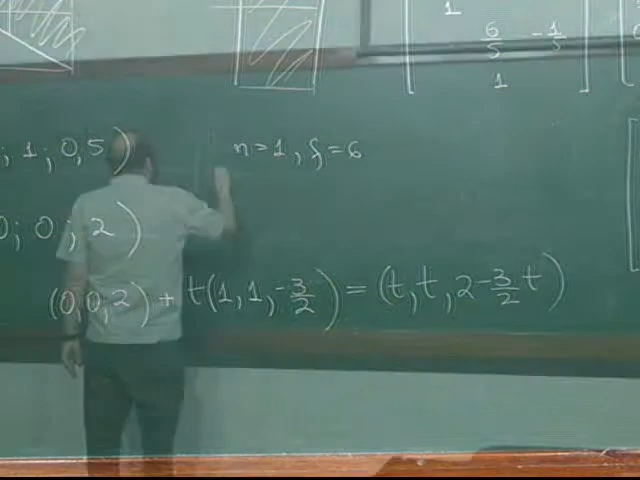 1
6/5 -1/5
1
; 1; 0,5)
n=1, f=6
0; 0; 2)
(0,0,2) + t(1,1,-3/2) = (t,t,2-3/2t)